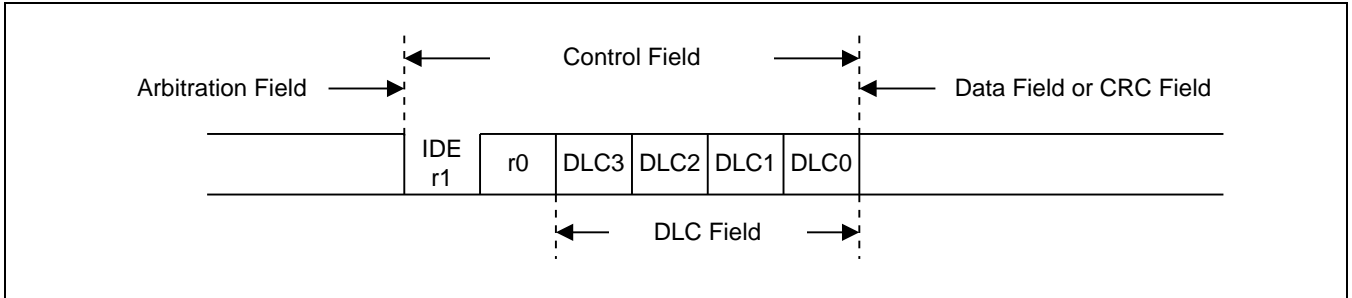 Control Field
Arbitration Field
Data Field or CRC Field
IDE
r1
r0
DLC3
DLC2
DLC1
DLC0
DLC Field